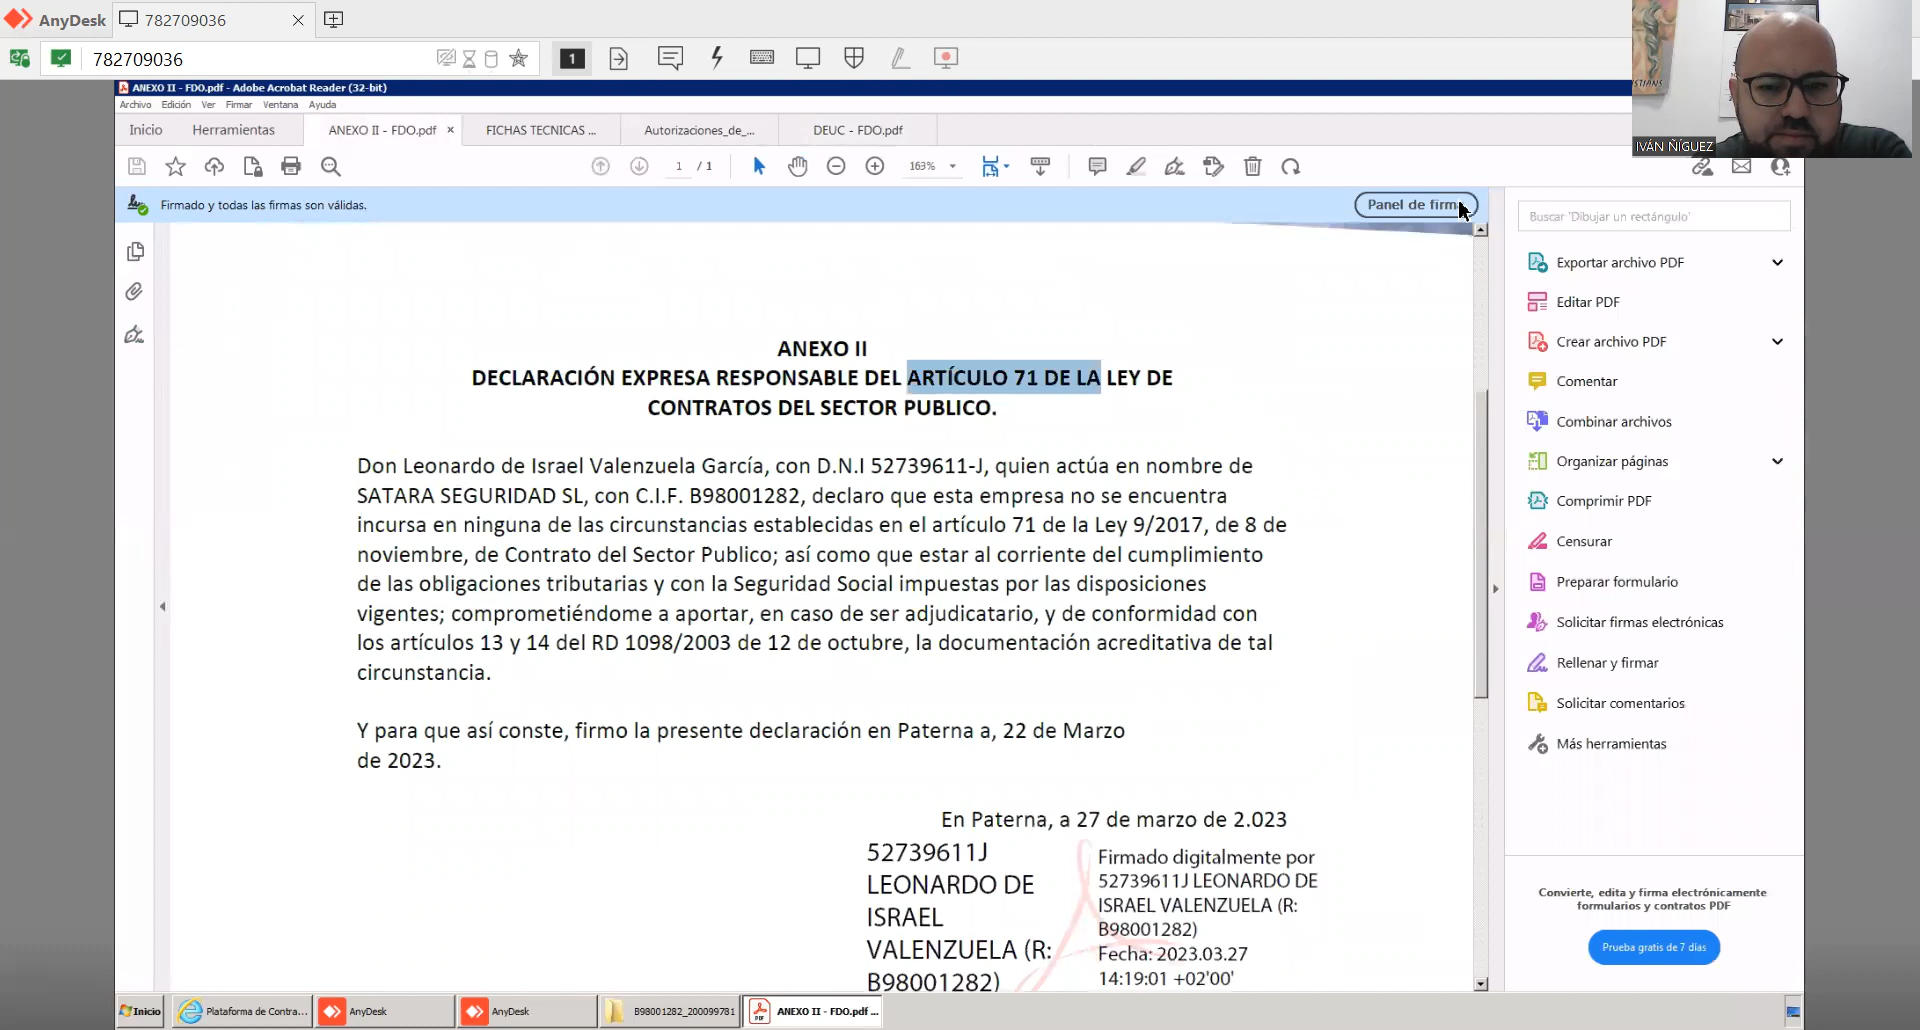 AnyDesk
782709036
782709036
1
ANEXO II - FDO.pdf - Adobe Acrobat Reader (32-bit)
Archivo Edición Ver Firmar Ventana Ayuda
Inicio Herramientas ANEXO II - FDO.pdf × FICHAS TECNICAS ... Autorizaciones_de_... DEUC - FDO.pdf
IVÁN ÑÍGUEZ
1 / 1 163%
Firmado y todas las firmas son válidas.
Panel de firm
Buscar 'Dibujar un rectángulo'
Exportar archivo PDF
Editar PDF
Crear archivo PDF
Comentar
Combinar archivos
Organizar páginas
Comprimir PDF
Censurar
Preparar formulario
Solicitar firmas electrónicas
Rellenar y firmar
Solicitar comentarios
Más herramientas
Convierte, edita y firma electrónicamente
formularios y contratos PDF
Prueba gratis de 7 días
ANEXO II
DECLARACIÓN EXPRESA RESPONSABLE DEL ARTÍCULO 71 DE LA LEY DE
CONTRATOS DEL SECTOR PUBLICO.
Don Leonardo de Israel Valenzuela García, con D.N.I 52739611-J, quien actúa en nombre de
SATARA SEGURIDAD SL, con C.I.F. B98001282, declaro que esta empresa no se encuentra
incursa en ninguna de las circunstancias establecidas en el artículo 71 de la Ley 9/2017, de 8 de
noviembre, de Contrato del Sector Publico; así como que estar al corriente del cumplimiento
de las obligaciones tributarias y con la Seguridad Social impuestas por las disposiciones
vigentes; comprometiéndome a aportar, en caso de ser adjudicatario, y de conformidad con
los artículos 13 y 14 del RD 1098/2003 de 12 de octubre, la documentación acreditativa de tal
circunstancia.
Y para que así conste, firmo la presente declaración en Paterna a, 22 de Marzo
de 2023.
En Paterna, a 27 de marzo de 2.023
52739611J
LEONARDO DE
ISRAEL
VALENZUELA (R:
B98001282)
Firmado digitalmente por
52739611J LEONARDO DE
ISRAEL VALENZUELA (R:
B98001282)
Fecha: 2023.03.27
14:19:01 +02'00'
Inicio Plataforma de Contra... AnyDesk AnyDesk B98001282_200099781 ANEXO II - FDO.pdf ...